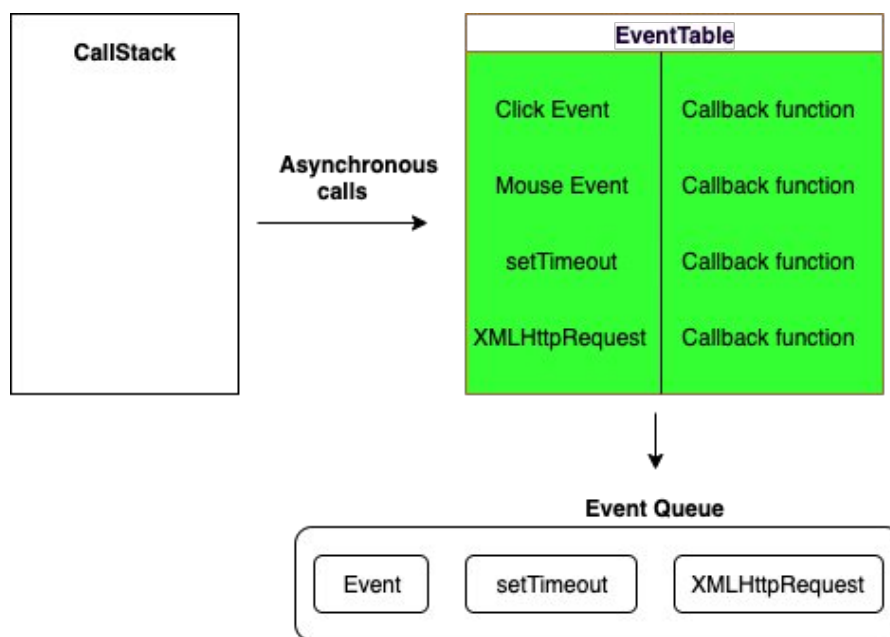 CallStack
EventTable
Asynchronous
calls
Click Event
Callback function
Mouse Event
Callback function
setTimeout
Callback function
XMLHttpRequest
Callback function
Event Queue
Event
setTimeout
XMLHttpRequest